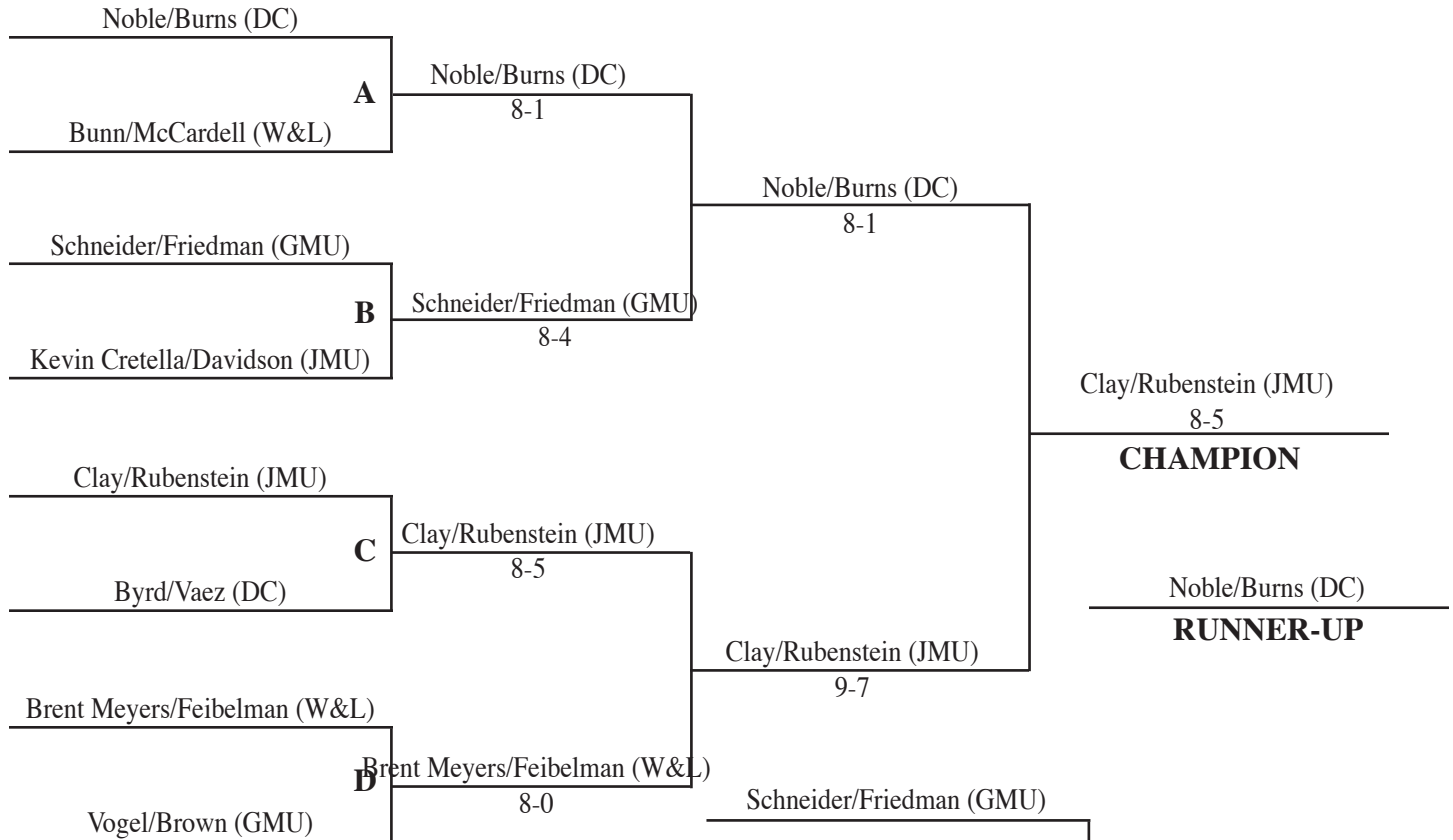 Noble/Burns (DC)
A
Bunn/McCardell (W&L)
Noble/Burns (DC)
8-1
Schneider/Friedman (GMU)
B
Kevin Cretella/Davidson (JMU)
Schneider/Friedman (GMU)
8-4
Noble/Burns (DC)
8-1
Clay/Rubenstein (JMU)
C
Byrd/Vaez (DC)
Clay/Rubenstein (JMU)
8-5
Brent Meyers/Feibelman (W&L)
D
Vogel/Brown (GMU)
Brent Meyers/Feibelman (W&L)
8-0
Clay/Rubenstein (JMU)
9-7
Clay/Rubenstein (JMU)
8-5
CHAMPION
Noble/Burns (DC)
RUNNER-UP
Schneider/Friedman (GMU)